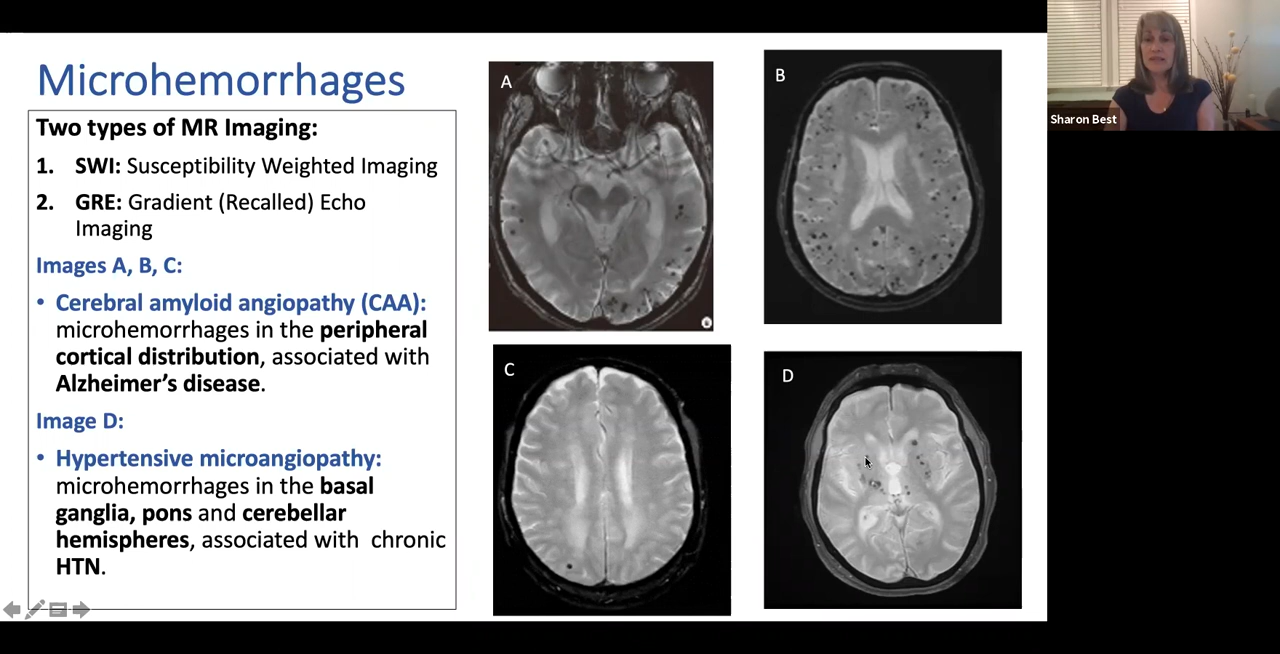 Microhemorrhages
Two types of MR Imaging:
1. SWI: Susceptibility Weighted Imaging
2. GRE: Gradient (Recalled) Echo
Imaging
Images A, B, C:
• Cerebral amyloid angiopathy (CAA):
microhemorrhages in the peripheral
cortical distribution, associated with
Alzheimer’s disease.
Image D:
• Hypertensive microangiopathy:
microhemorrhages in the basal
ganglia, pons and cerebellar
hemispheres, associated with chronic
HTN.
A
B
C
D
Sharon Best